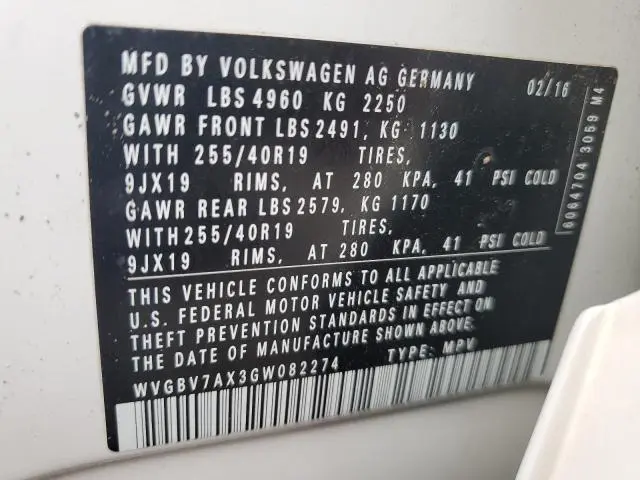 MFD BY VOLKSWAGEN AG GERMANY 02/16
GVWR LBS 4960 KG 2250
GAWR FRONT LBS 2491, KG 1130
WITH 255/40R19 TIRES,
9JX19 RIMS, AT 280 KPA, 41 PSI COLD
GAWR REAR LBS 2579, KG 1170
WITH 255/40R19 TIRES,
9JX19 RIMS, AT 280 KPA, 41 PSI COLD
THIS VEHICLE CONFORMS TO ALL APPLICABLE
U.S. FEDERAL MOTOR VEHICLE SAFETY AND
THEFT PREVENTION STANDARDS IN EFFECT ON
THE DATE OF MANUFACTURE SHOWN ABOVE.
WVGBV7AX3GW082274 TYPE: MPV
6064704 3059 M4